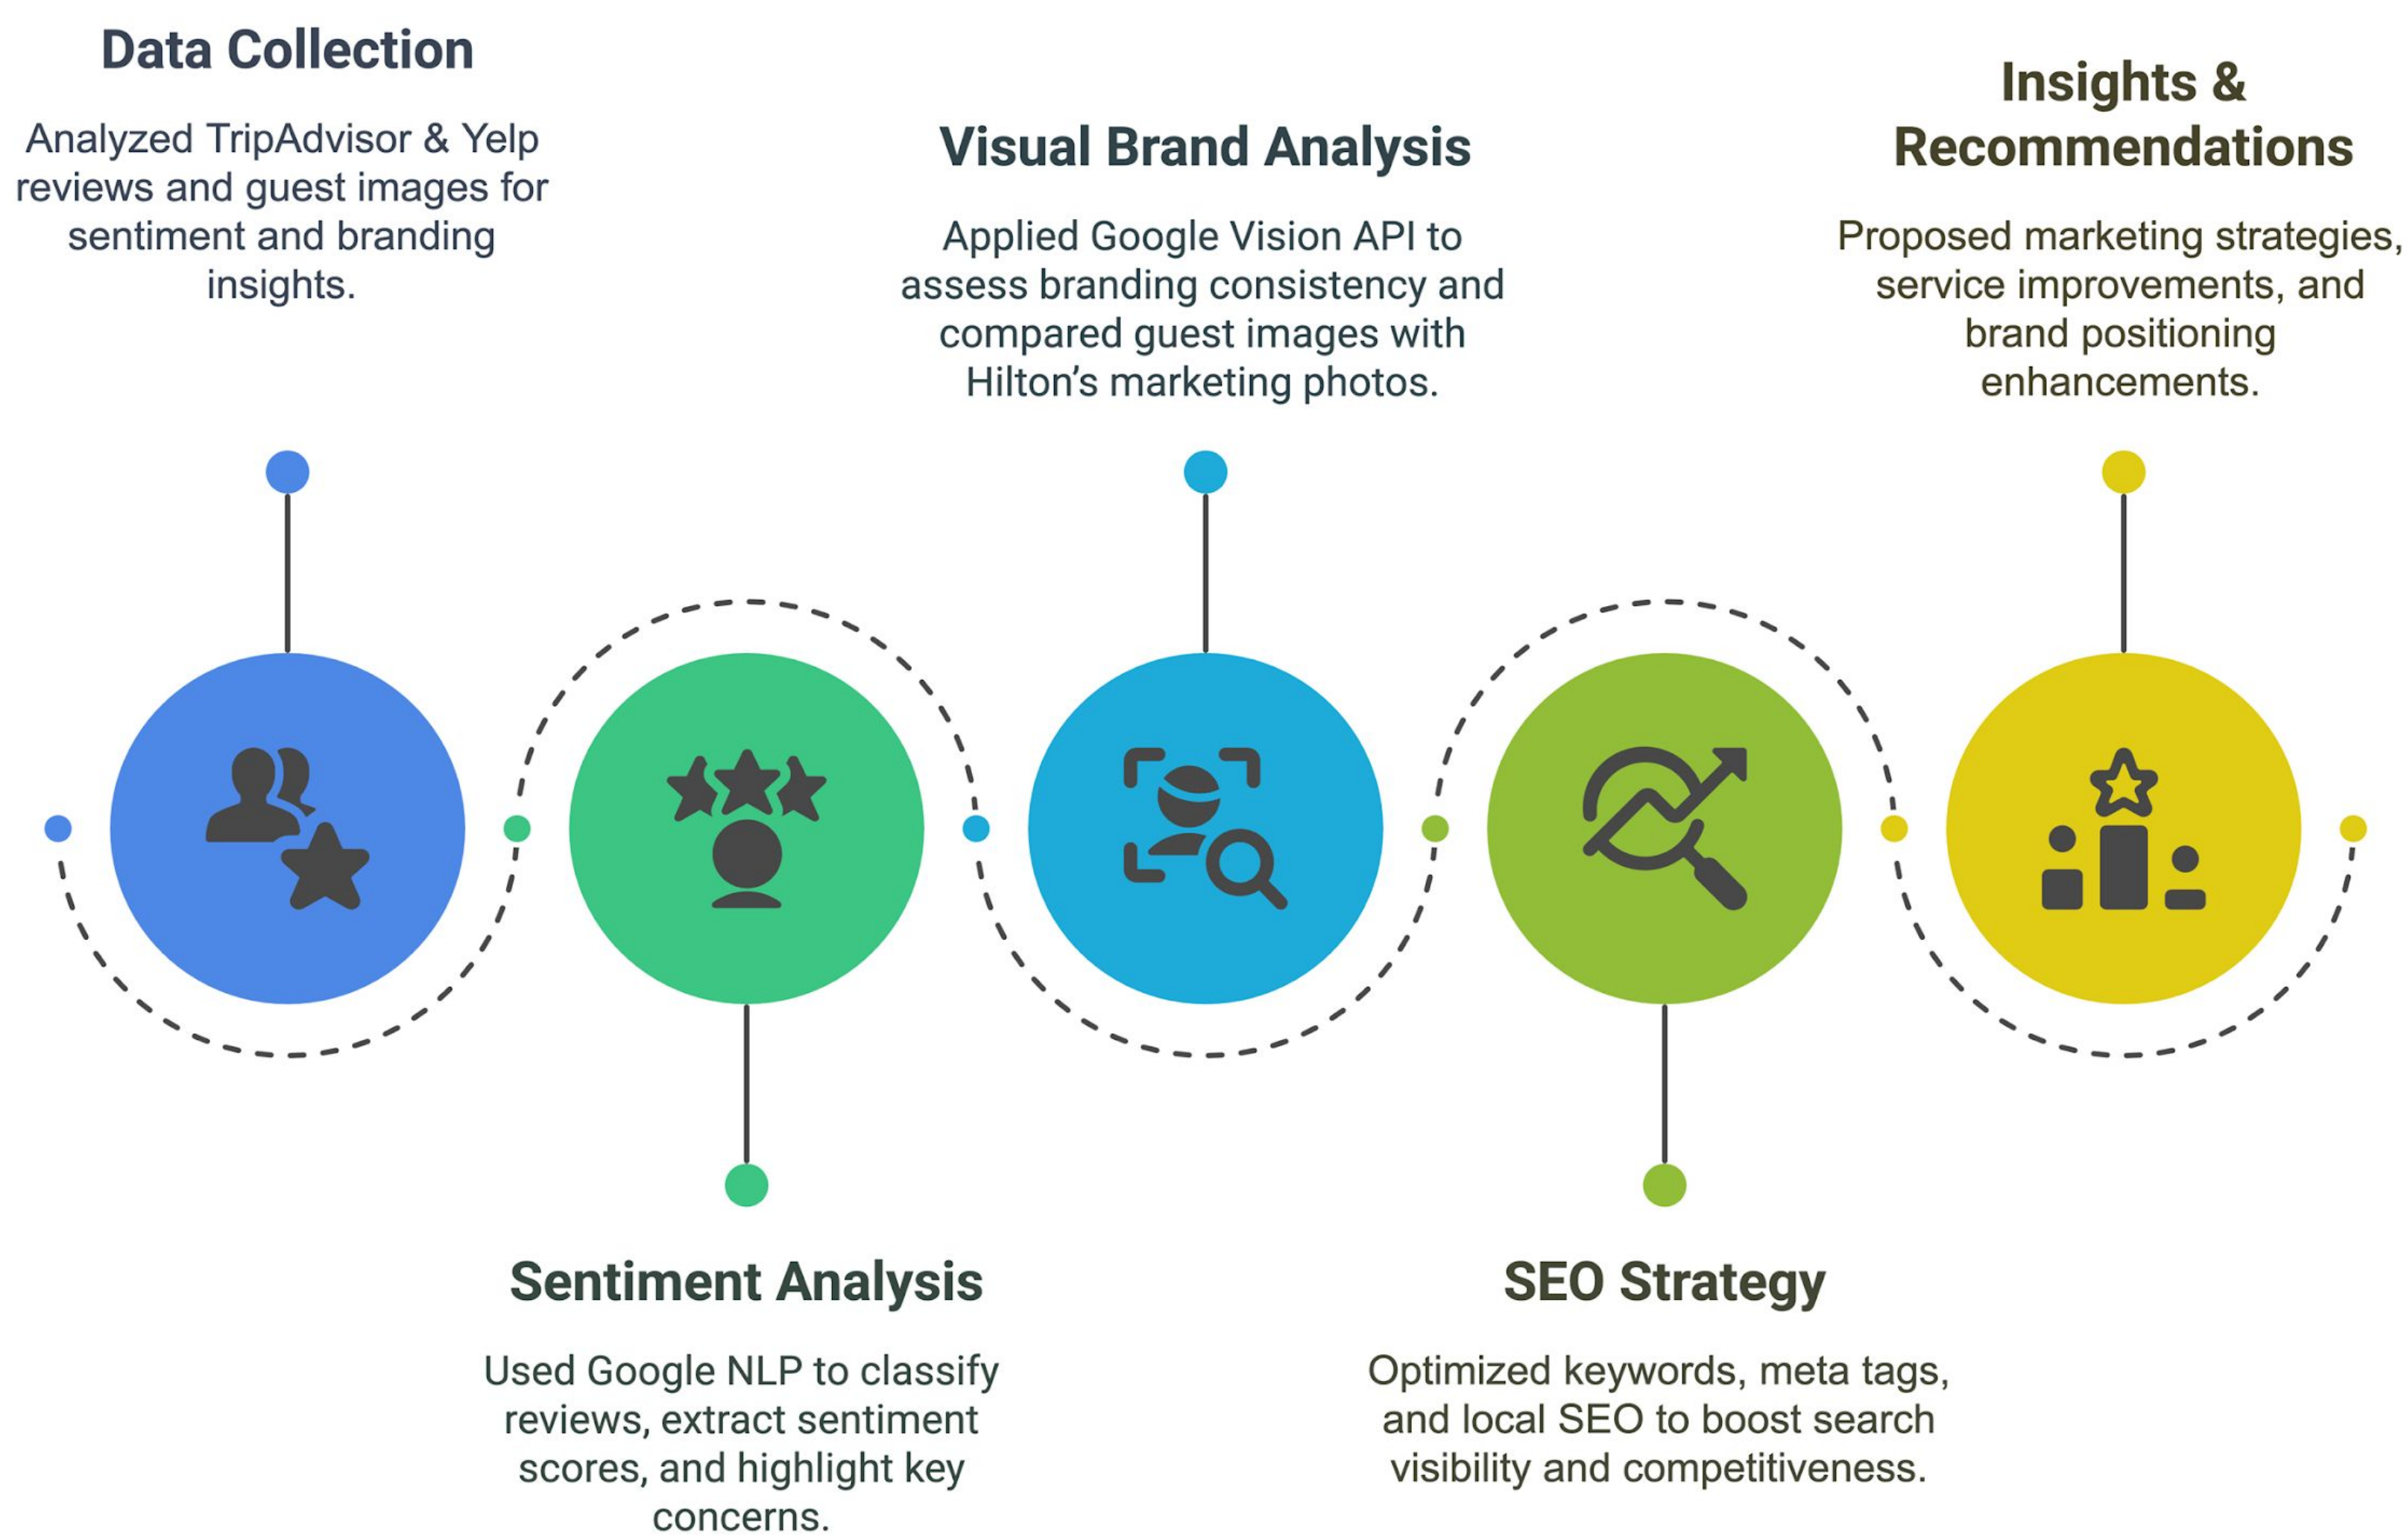 Data Collection
Analyzed TripAdvisor & Yelp
reviews and guest images for
sentiment and branding
insights.
Sentiment Analysis
Used Google NLP to classify
reviews, extract sentiment
scores, and highlight key
concerns.
Visual Brand Analysis
Applied Google Vision API to
assess branding consistency and
compared guest images with
Hilton’s marketing photos.
SEO Strategy
Optimized keywords, meta tags,
and local SEO to boost search
visibility and competitiveness.
Insights &
Recommendations
Proposed marketing strategies,
service improvements, and
brand positioning
enhancements.